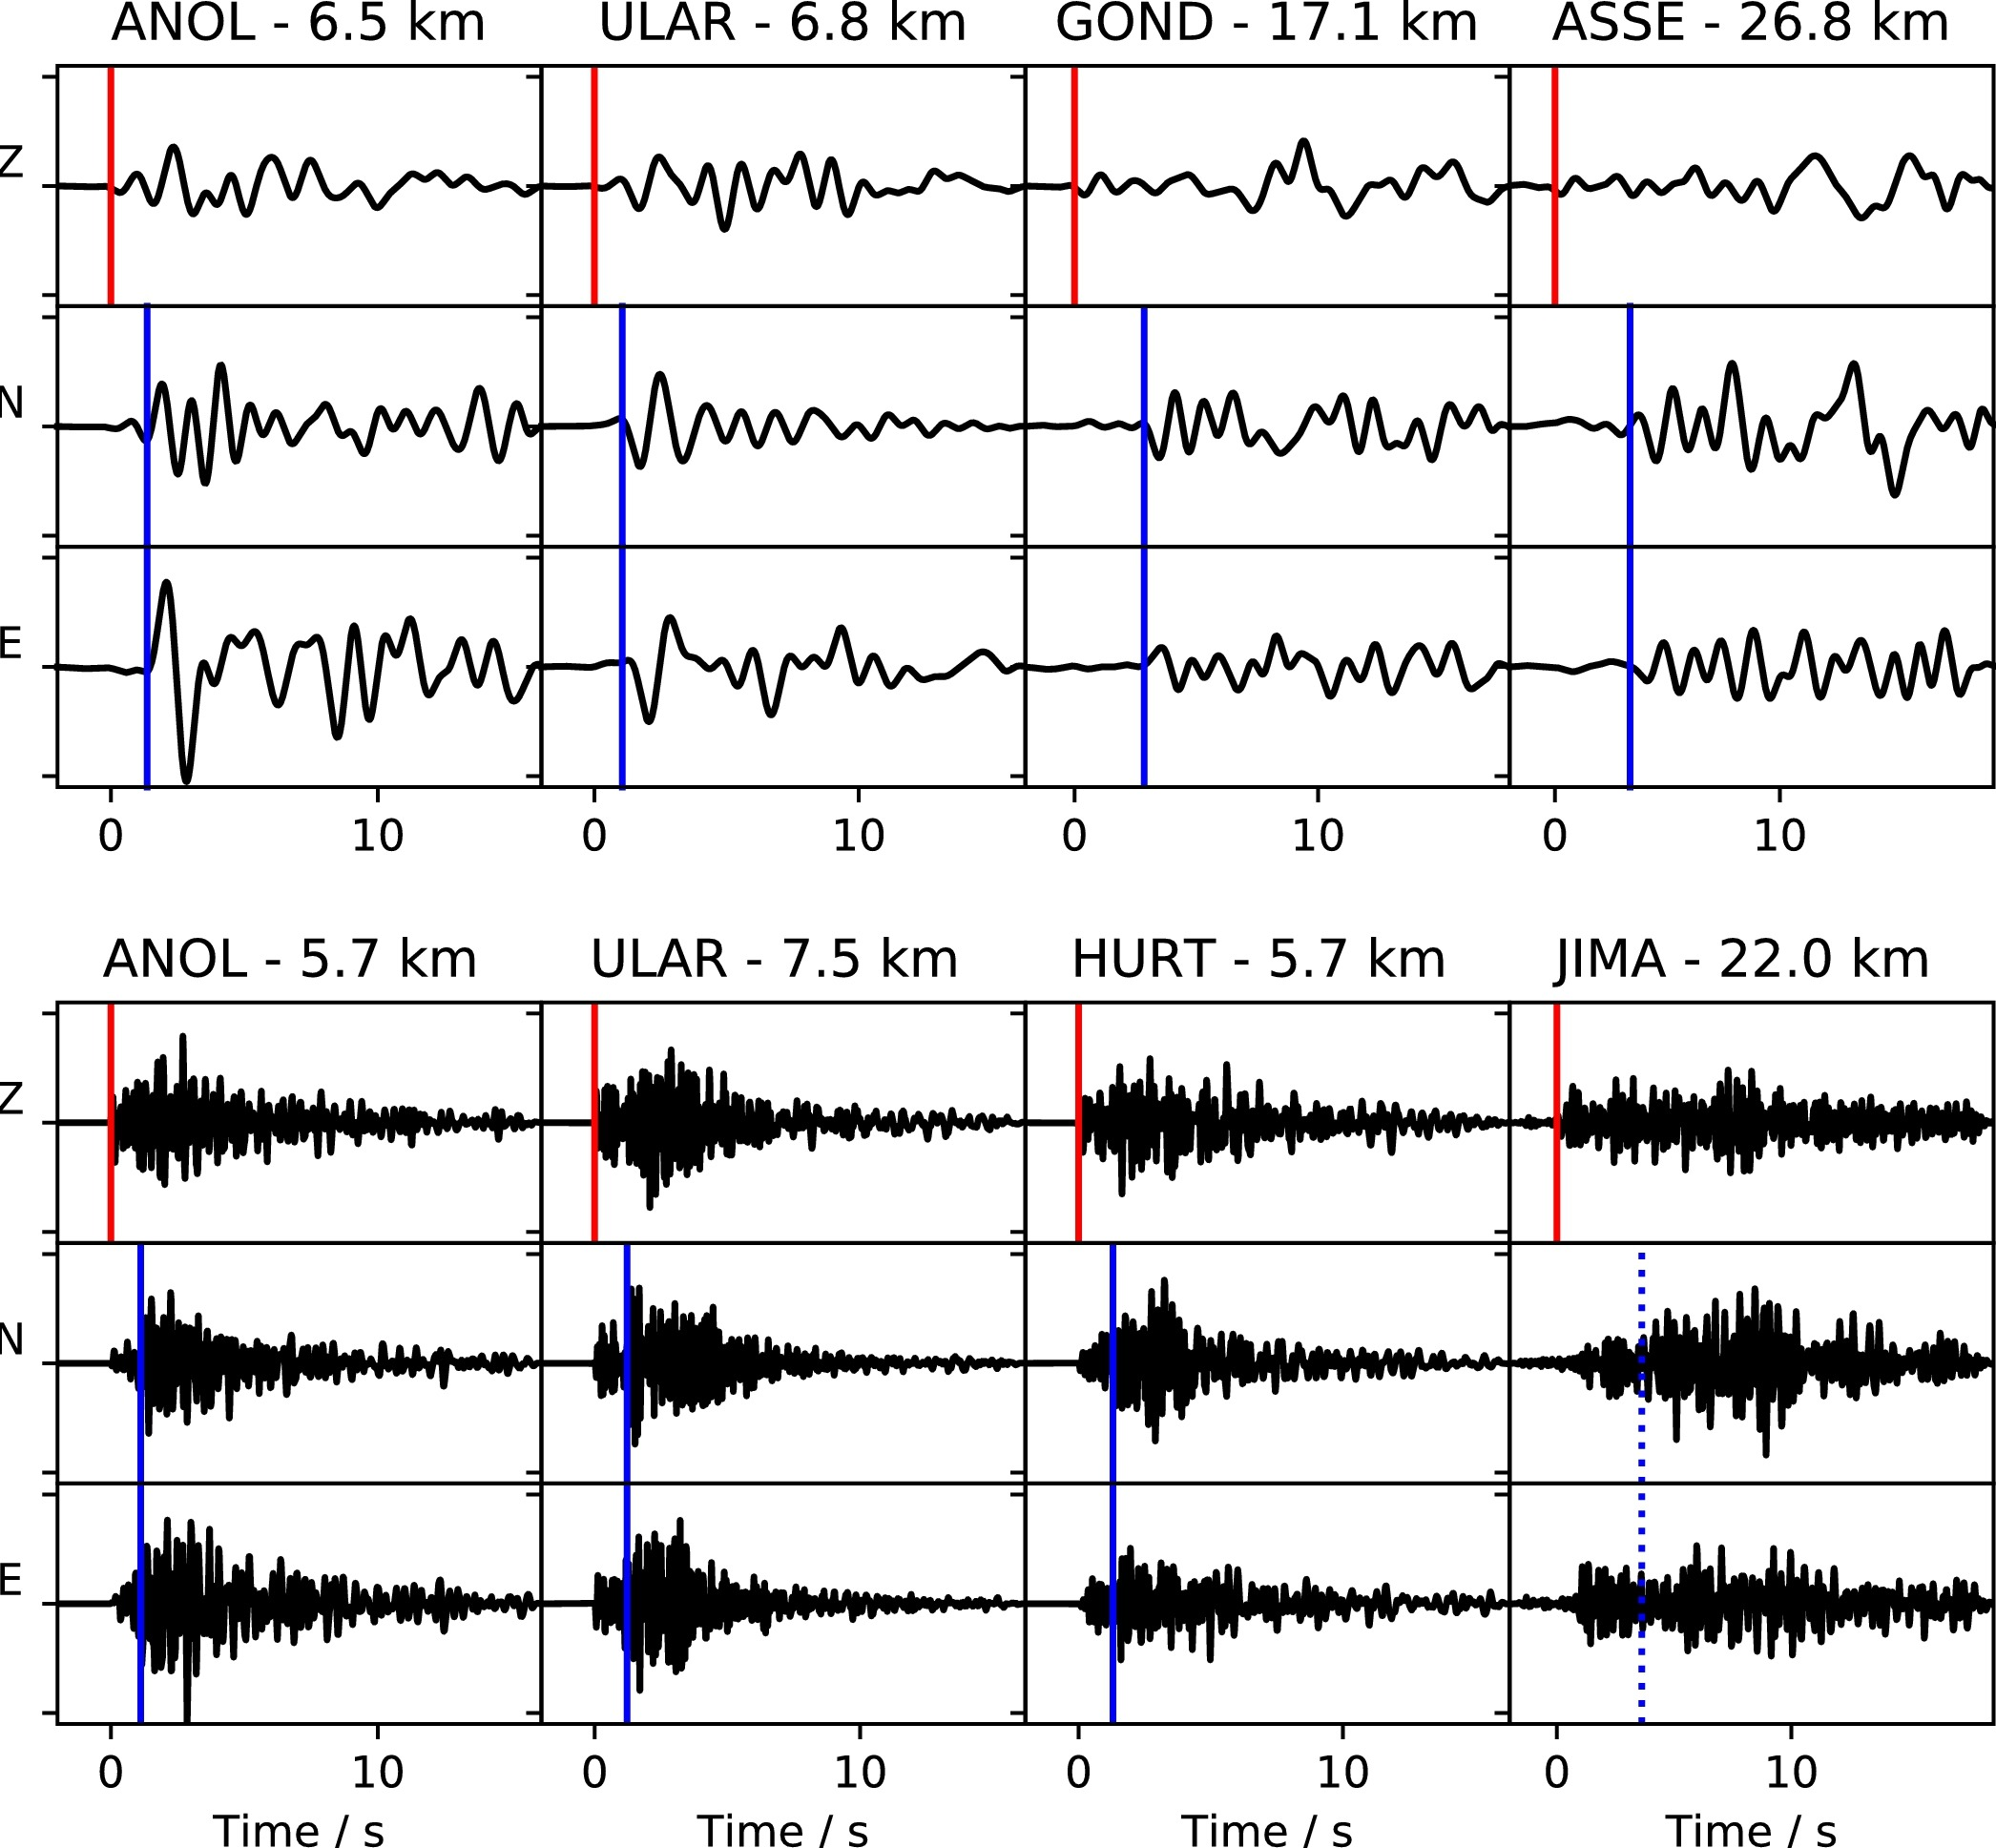 ANOL - 6.5 km ULAR - 6.8 km GOND - 17.1 km ASSE - 26.8 km
Z
N
E
0 10 0 10 0 10 0 10
ANOL - 5.7 km ULAR - 7.5 km HURT - 5.7 km JIMA - 22.0 km
Z
N
E
0 10 0 10 0 10 0 10
Time / s Time / s Time / s Time / s